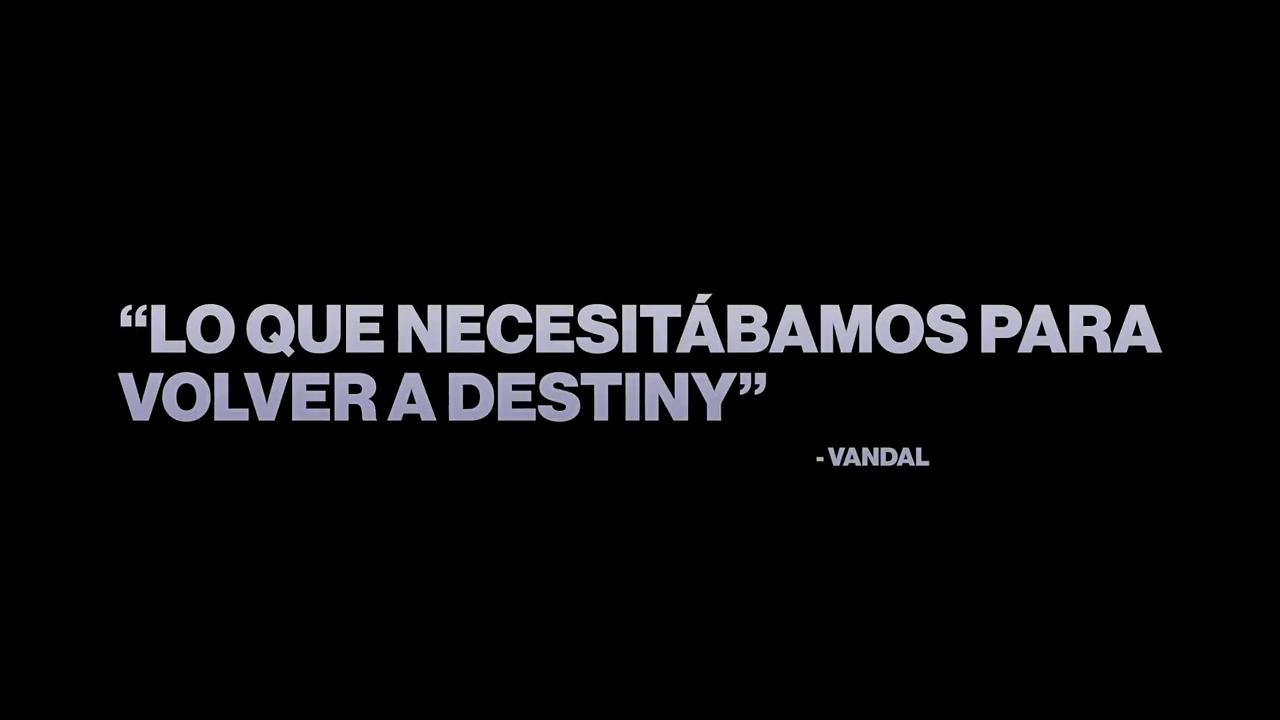 “LO QUE NECESITÁBAMOS PARA
VOLVER A DESTINY”
- VANDAL